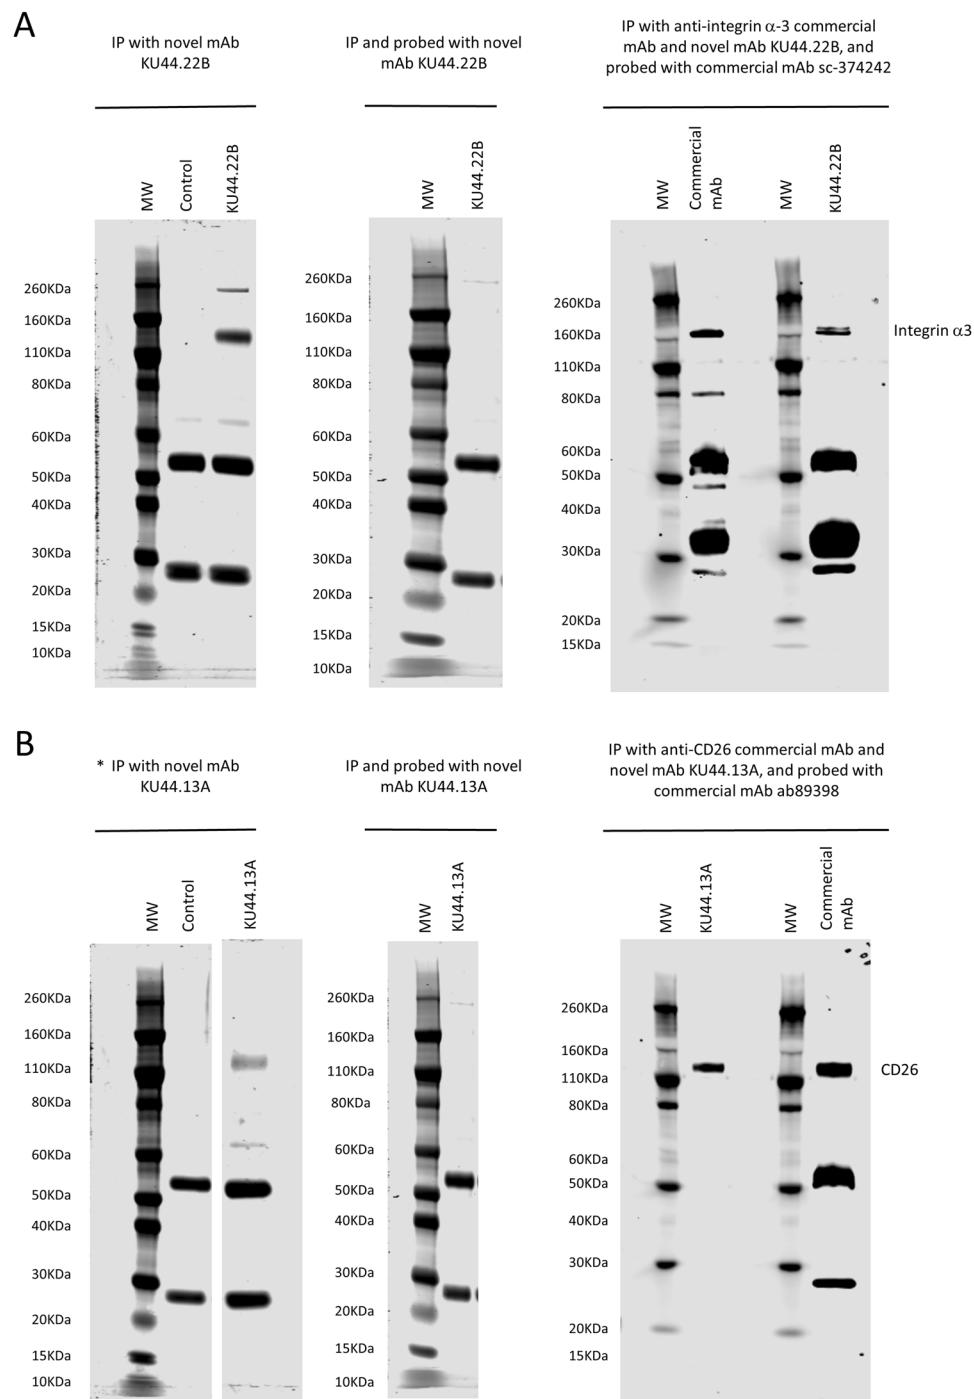 A
IP with novel mAb
KU44.22B
IP and probed with novel
mAb KU44.22B
IP with anti-integrin α-3 commercial
mAb and novel mAb KU44.22B, and
probed with commercial mAb sc-374242
MW
Control
KU44.22B
MW
KU44.22B
MW
Commercial
mAb
MW
KU44.22B
260KDa
160KDa
110KDa
80KDa
60KDa
50KDa
40KDa
30KDa
20KDa
15KDa
10KDa
260KDa
160KDa
110KDa
80KDa
60KDa
50KDa
40KDa
30KDa
20KDa
15KDa
10KDa
260KDa
160KDa
110KDa
80KDa
60KDa
50KDa
40KDa
30KDa
20KDa
15KDa
Integrin α3
B
* IP with novel mAb
KU44.13A
IP and probed with novel
mAb KU44.13A
IP with anti-CD26 commercial mAb and
novel mAb KU44.13A, and probed with
commercial mAb ab89398
MW
Control
KU44.13A
MW
KU44.13A
MW
KU44.13A
MW
Commercial
mAb
260KDa
160KDa
110KDa
80KDa
60KDa
50KDa
40KDa
30KDa
20KDa
15KDa
10KDa
260KDa
160KDa
110KDa
80KDa
60KDa
50KDa
40KDa
30KDa
20KDa
15KDa
10KDa
260KDa
160KDa
110KDa
80KDa
60KDa
50KDa
40KDa
30KDa
20KDa
15KDa
CD26